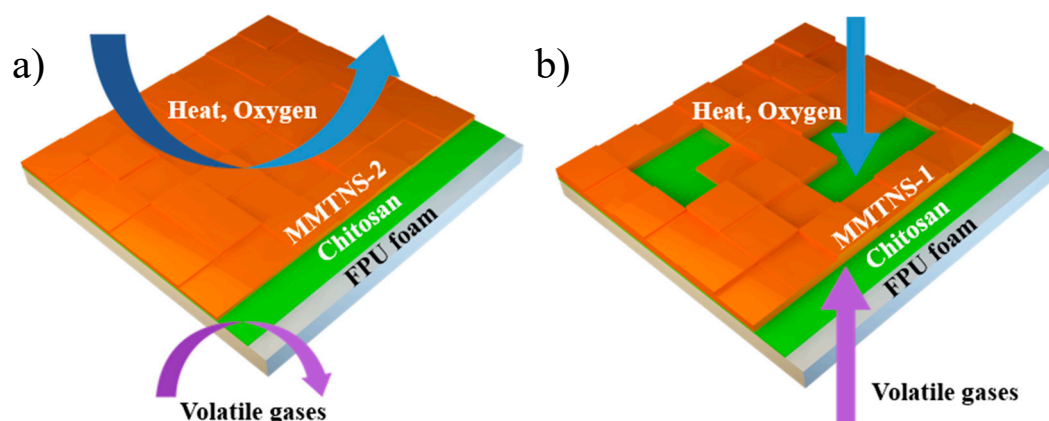 a)
Heat, Oxygen
MMTNS-2
Chitosan
FPU foam
Volatile gases
b)
Heat, Oxygen
MMTNS-1
Chitosan
FPU foam
Volatile gases